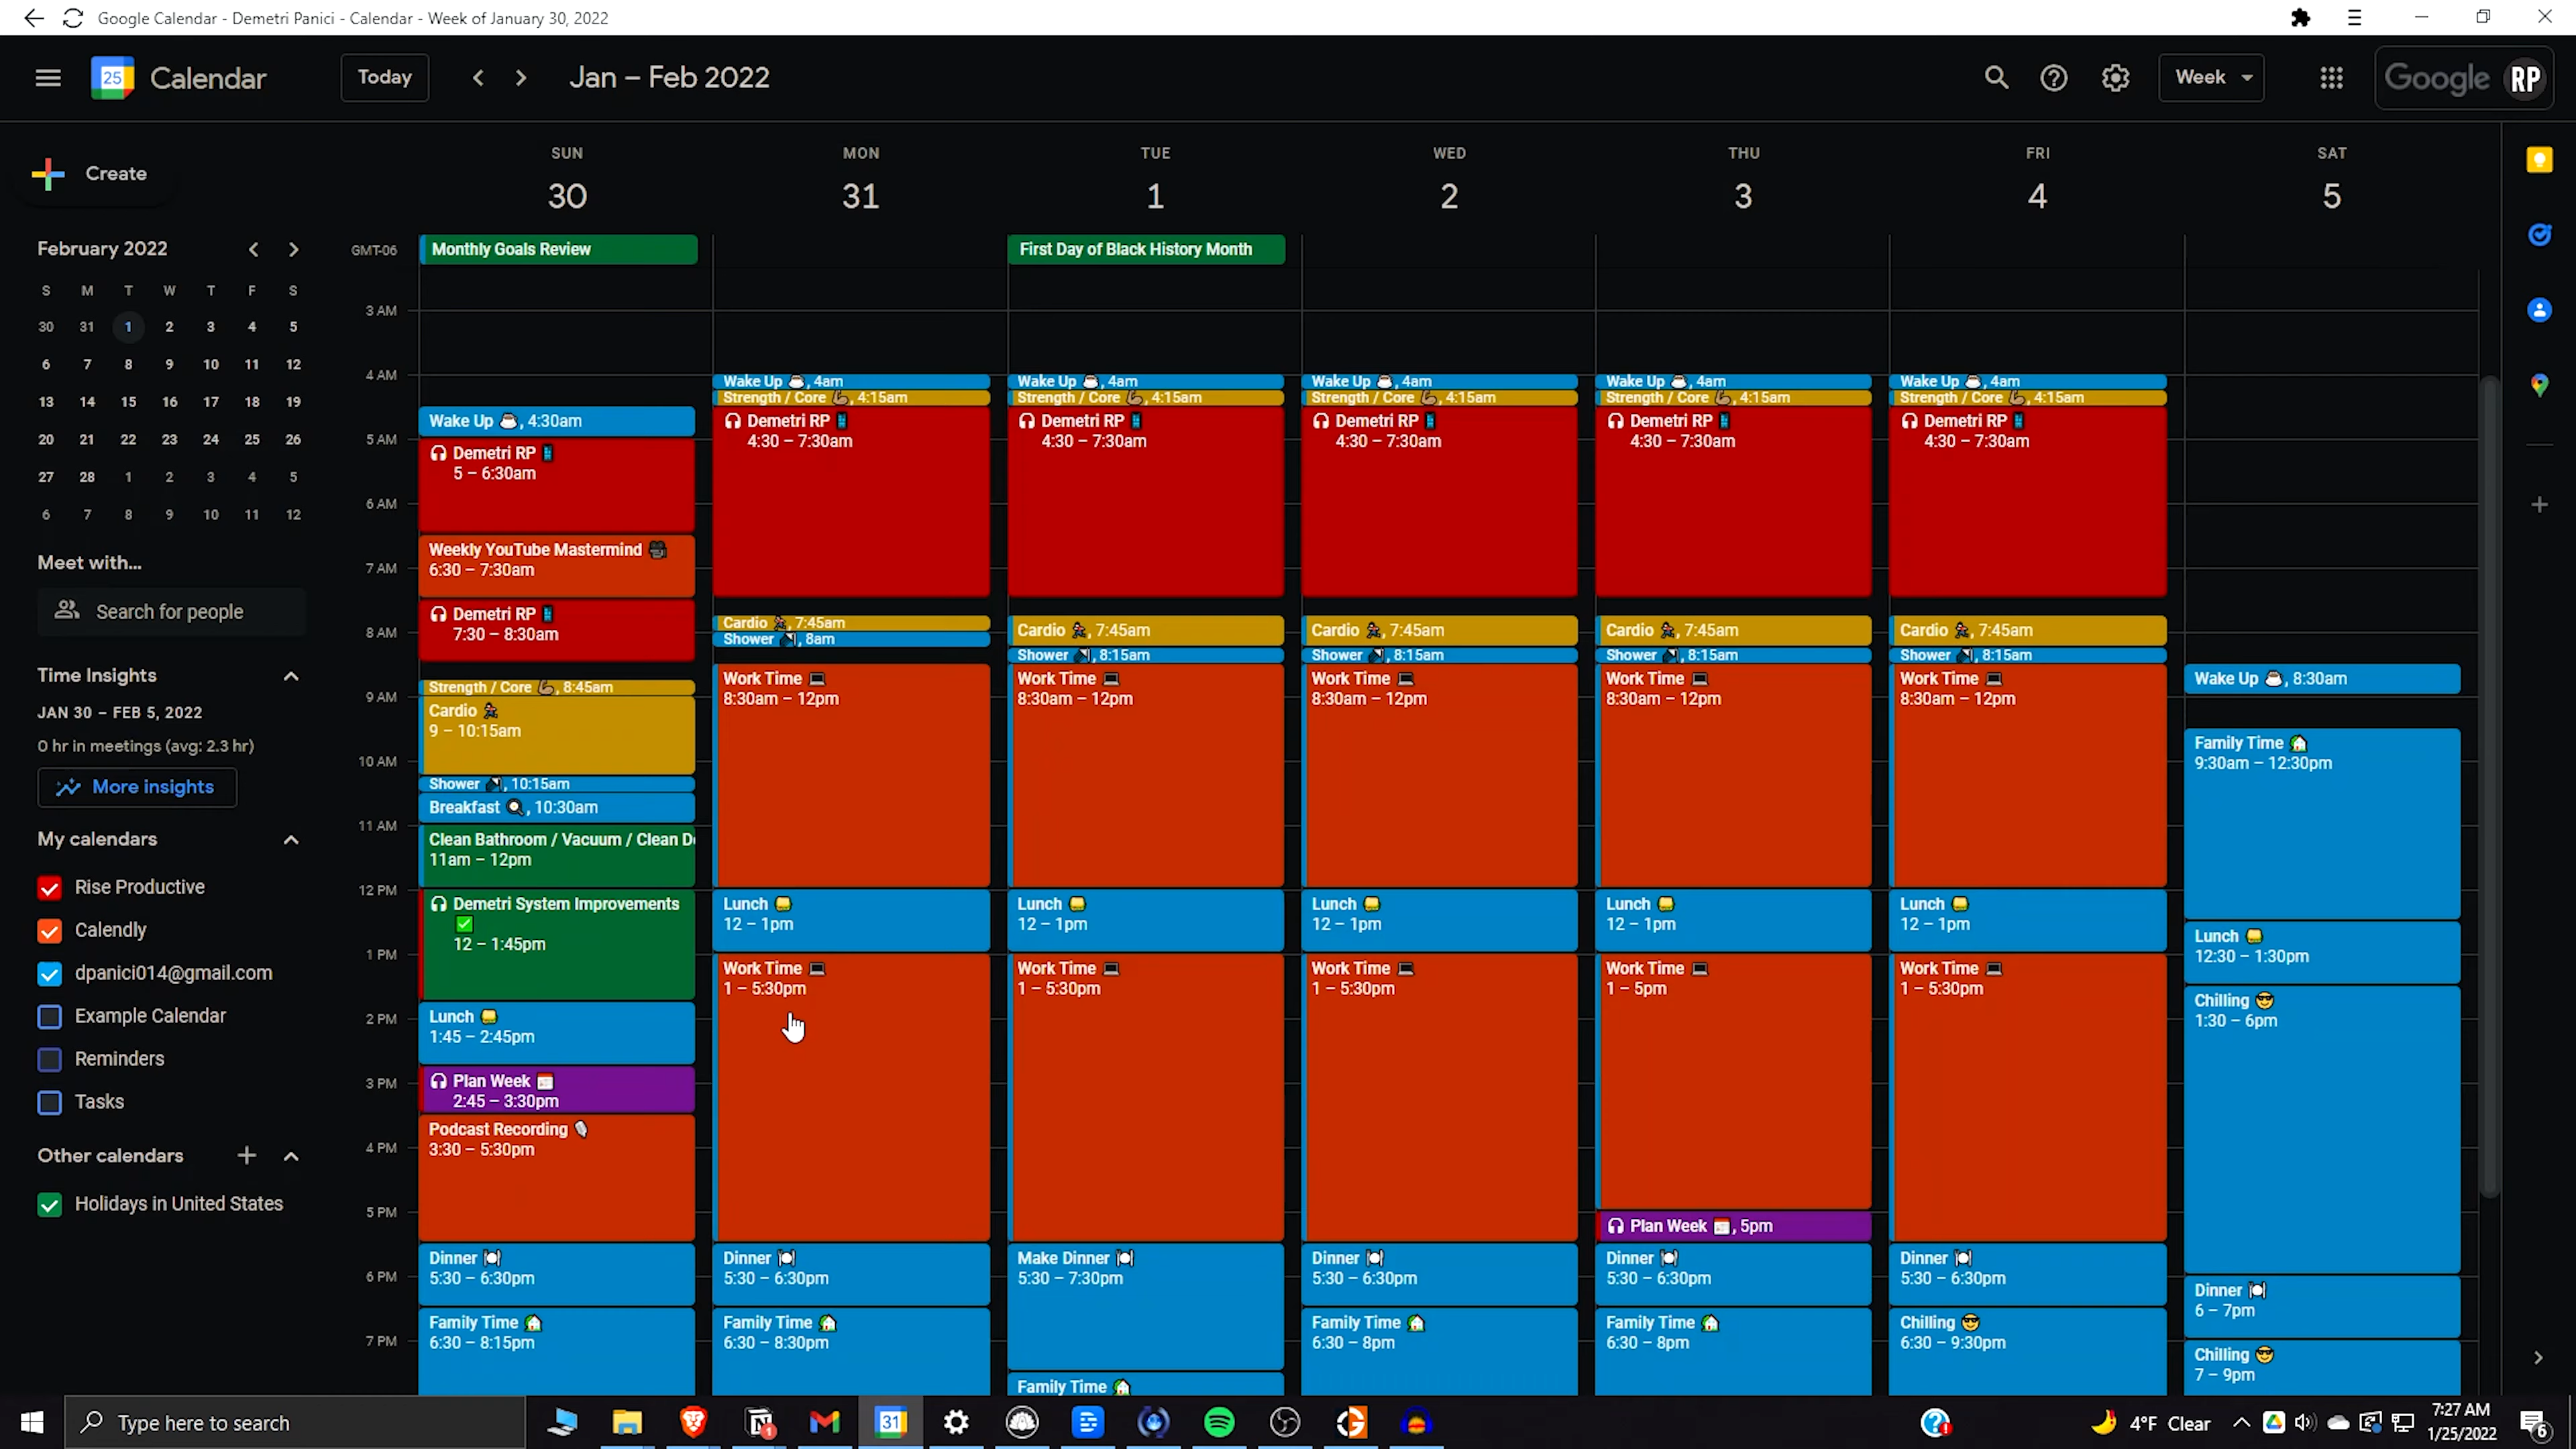 Google Calendar - Demetri Panici - Calendar - Week of January 30, 2022
25
Calendar
Today
Jan – Feb 2022
Week
Google
RP
Create
February 2022
S M T W T F S
30 31 1 2 3 4 5
6 7 8 9 10 11 12
13 14 15 16 17 18 19
20 21 22 23 24 25 26
27 28 1 2 3 4 5
6 7 8 9 10 11 12
Meet with...
Search for people
Time Insights
JAN 30 – FEB 5, 2022
0 hr in meetings (avg: 2.3 hr)
More insights
My calendars
Rise Productive
Calendly
dpanici014@gmail.com
Example Calendar
Reminders
Tasks
Other calendars
Holidays in United States
GMT-06
3 AM
4 AM
5 AM
6 AM
7 AM
8 AM
9 AM
10 AM
11 AM
12 PM
1 PM
2 PM
3 PM
4 PM
5 PM
6 PM
7 PM
SUN
30
Monthly Goals Review
Wake Up ☕, 4:30am
Demetri RP
5 – 6:30am
Weekly YouTube Mastermind
6:30 – 7:30am
Demetri RP
7:30 – 8:30am
Strength / Core, 8:45am
Cardio
9 – 10:15am
Shower, 10:15am
Breakfast, 10:30am
Clean Bathroom / Vacuum / Clean D
11am – 12pm
Demetri System Improvements
✅
12 – 1:45pm
Lunch
1:45 – 2:45pm
Plan Week
2:45 – 3:30pm
Podcast Recording
3:30 – 5:30pm
Dinner
5:30 – 6:30pm
Family Time
6:30 – 8:15pm
MON
31
Wake Up ☕, 4am
Strength / Core, 4:15am
Demetri RP
4:30 – 7:30am
Cardio, 7:45am
Shower, 8am
Work Time
8:30am – 12pm
Lunch
12 – 1pm
Work Time
1 – 5:30pm
Dinner
5:30 – 6:30pm
Family Time
6:30 – 8:30pm
TUE
1
First Day of Black History Month
Wake Up ☕, 4am
Strength / Core, 4:15am
Demetri RP
4:30 – 7:30am
Cardio, 7:45am
Shower, 8:15am
Work Time
8:30am – 12pm
Lunch
12 – 1pm
Work Time
1 – 5:30pm
Make Dinner
5:30 – 7:30pm
Family Time
WED
2
Wake Up ☕, 4am
Strength / Core, 4:15am
Demetri RP
4:30 – 7:30am
Cardio, 7:45am
Shower, 8:15am
Work Time
8:30am – 12pm
Lunch
12 – 1pm
Work Time
1 – 5:30pm
Dinner
5:30 – 6:30pm
Family Time
6:30 – 8pm
THU
3
Wake Up ☕, 4am
Strength / Core, 4:15am
Demetri RP
4:30 – 7:30am
Cardio, 7:45am
Shower, 8:15am
Work Time
8:30am – 12pm
Lunch
12 – 1pm
Work Time
1 – 5pm
Plan Week, 5pm
Dinner
5:30 – 6:30pm
Family Time
6:30 – 8pm
FRI
4
Wake Up ☕, 4am
Strength / Core, 4:15am
Demetri RP
4:30 – 7:30am
Cardio, 7:45am
Shower, 8:15am
Work Time
8:30am – 12pm
Lunch
12 – 1pm
Work Time
1 – 5:30pm
Dinner
5:30 – 6:30pm
Chilling
6:30 – 9:30pm
SAT
5
Wake Up ☕, 8:30am
Family Time
9:30am – 12:30pm
Lunch
12:30 – 1:30pm
Chilling
1:30 – 6pm
Dinner
6 – 7pm
Chilling
7 – 9pm
Type here to search
1
31
4°F Clear
7:27 AM
1/25/2022
6